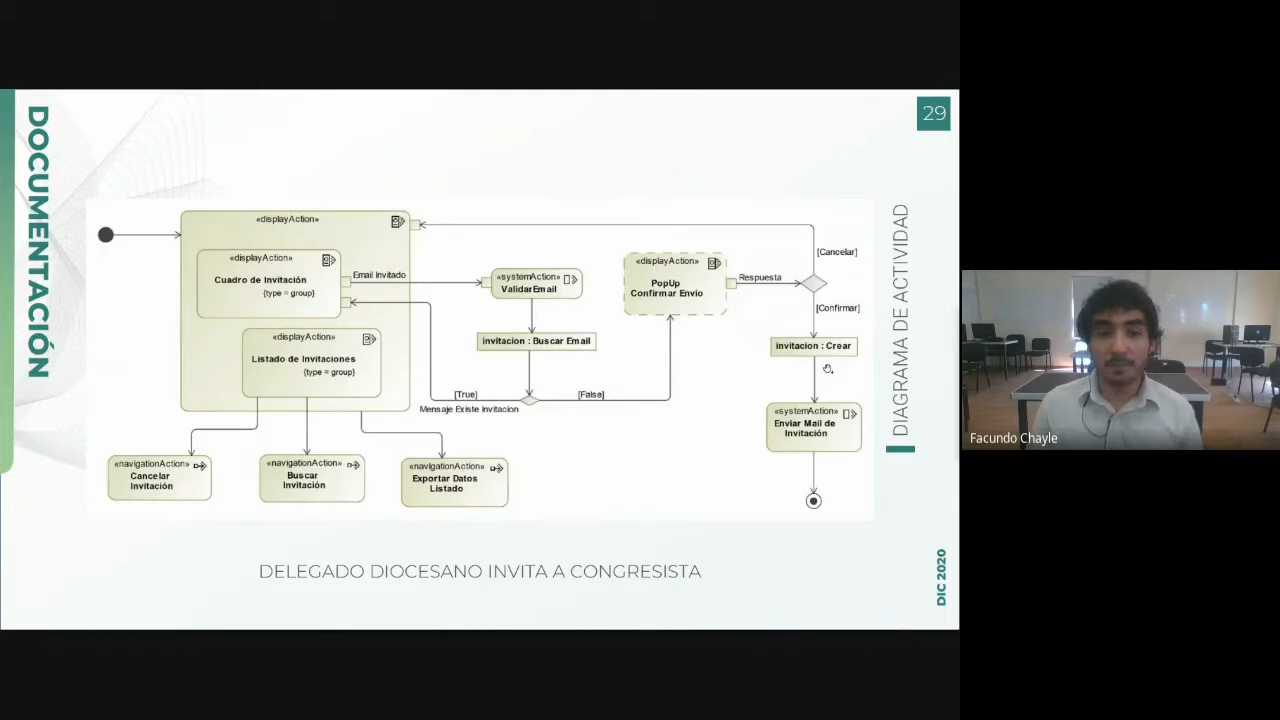 DOCUMENTACIÓN
29
DIAGRAMA DE ACTIVIDAD
«displayAction»
«displayAction»
Cuadro de Invitación
{type = group}
Email Invitado
«displayAction»
Listado de Invitaciones
{type = group}
«systemAction»
ValidarEmail
invitacion : Buscar Email
[True]
Mensaje Existe Invitacion
[False]
«displayAction»
PopUp
Confirmar Envio
Respuesta
[Cancelar]
[Confirmar]
invitacion : Crear
«systemAction»
Enviar Mail de
Invitación
«navigationAction»
Cancelar
Invitación
«navigationAction»
Buscar
Invitación
«navigationAction»
Exportar Datos
Listado
DELEGADO DIOCESANO INVITA A CONGRESISTA
DIC 2020
Facundo Chayle